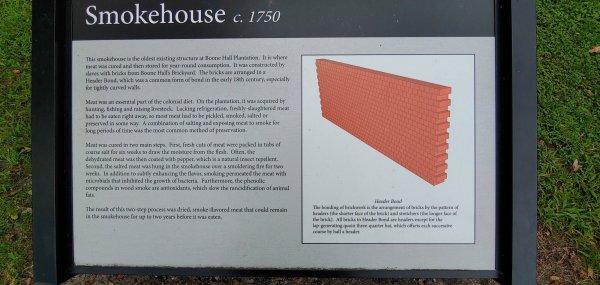 Smokehouse c. 1750
This smokehouse is the oldest existing structure at Boone Hall Plantation. It is where
meat was cured and then stored for year-round consumption. It was constructed by
slaves with bricks from Boone Hall's Brickyard. The bricks are arranged in a
Header Bond, which was a common form of bond in the early 18th century, especially
for tightly curved walls.
Meat was an essential part of the colonial diet. On the plantation, it was acquired by
hunting, fishing and raising livestock. Lacking refrigeration, freshly-slaughtered meat
had to be eaten right away, so most meat had to be pickled, smoked, salted or
preserved in some way. A combination of salting and exposing meat to smoke for
long periods of time was the most common method of preservation.
Meat was cured in two main steps. First, fresh cuts of meat were packed in tubs of
coarse salt for six weeks to draw the moisture from the flesh. Often, the
dehydrated meat was then coated with pepper, which is a natural insect repellent.
Second, the salted meat was hung in the smokehouse over a smoldering fire for two
weeks. In addition to subtly enhancing the flavor, smoking permeated the meat with
microbials that inhibited the growth of bacteria. Furthermore, the phenolic
compounds in wood smoke are antioxidants, which slow the rancidification of animal
fats.
The result of this two-step process was dried, smoke-flavored meat that could remain
in the smokehouse for up to two years before it was eaten.
Header Bond
The bonding of brickwork is the arrangement of bricks by the pattern of
headers (the shorter face of the brick) and stretchers (the longer face of
the brick). All bricks in Header Bond are headers except for the
lap-generating quoin three quarter bat, which offsets each successive
course by half a header.